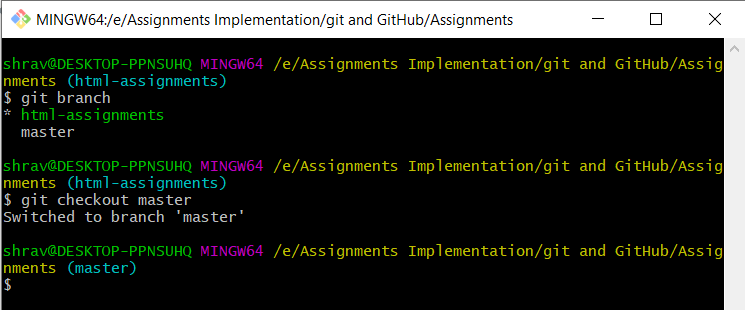 MINGW64:/e/Assignments Implementation/git and GitHub/Assignments
shrav@DESKTOP-PPNSUHQ MINGW64 /e/Assignments Implementation/git and GitHub/Assig
nments (html-assignments)
$ git branch
* html-assignments
  master
shrav@DESKTOP-PPNSUHQ MINGW64 /e/Assignments Implementation/git and GitHub/Assig
nments (html-assignments)
$ git checkout master
Switched to branch 'master'
shrav@DESKTOP-PPNSUHQ MINGW64 /e/Assignments Implementation/git and GitHub/Assig
nments (master)
$